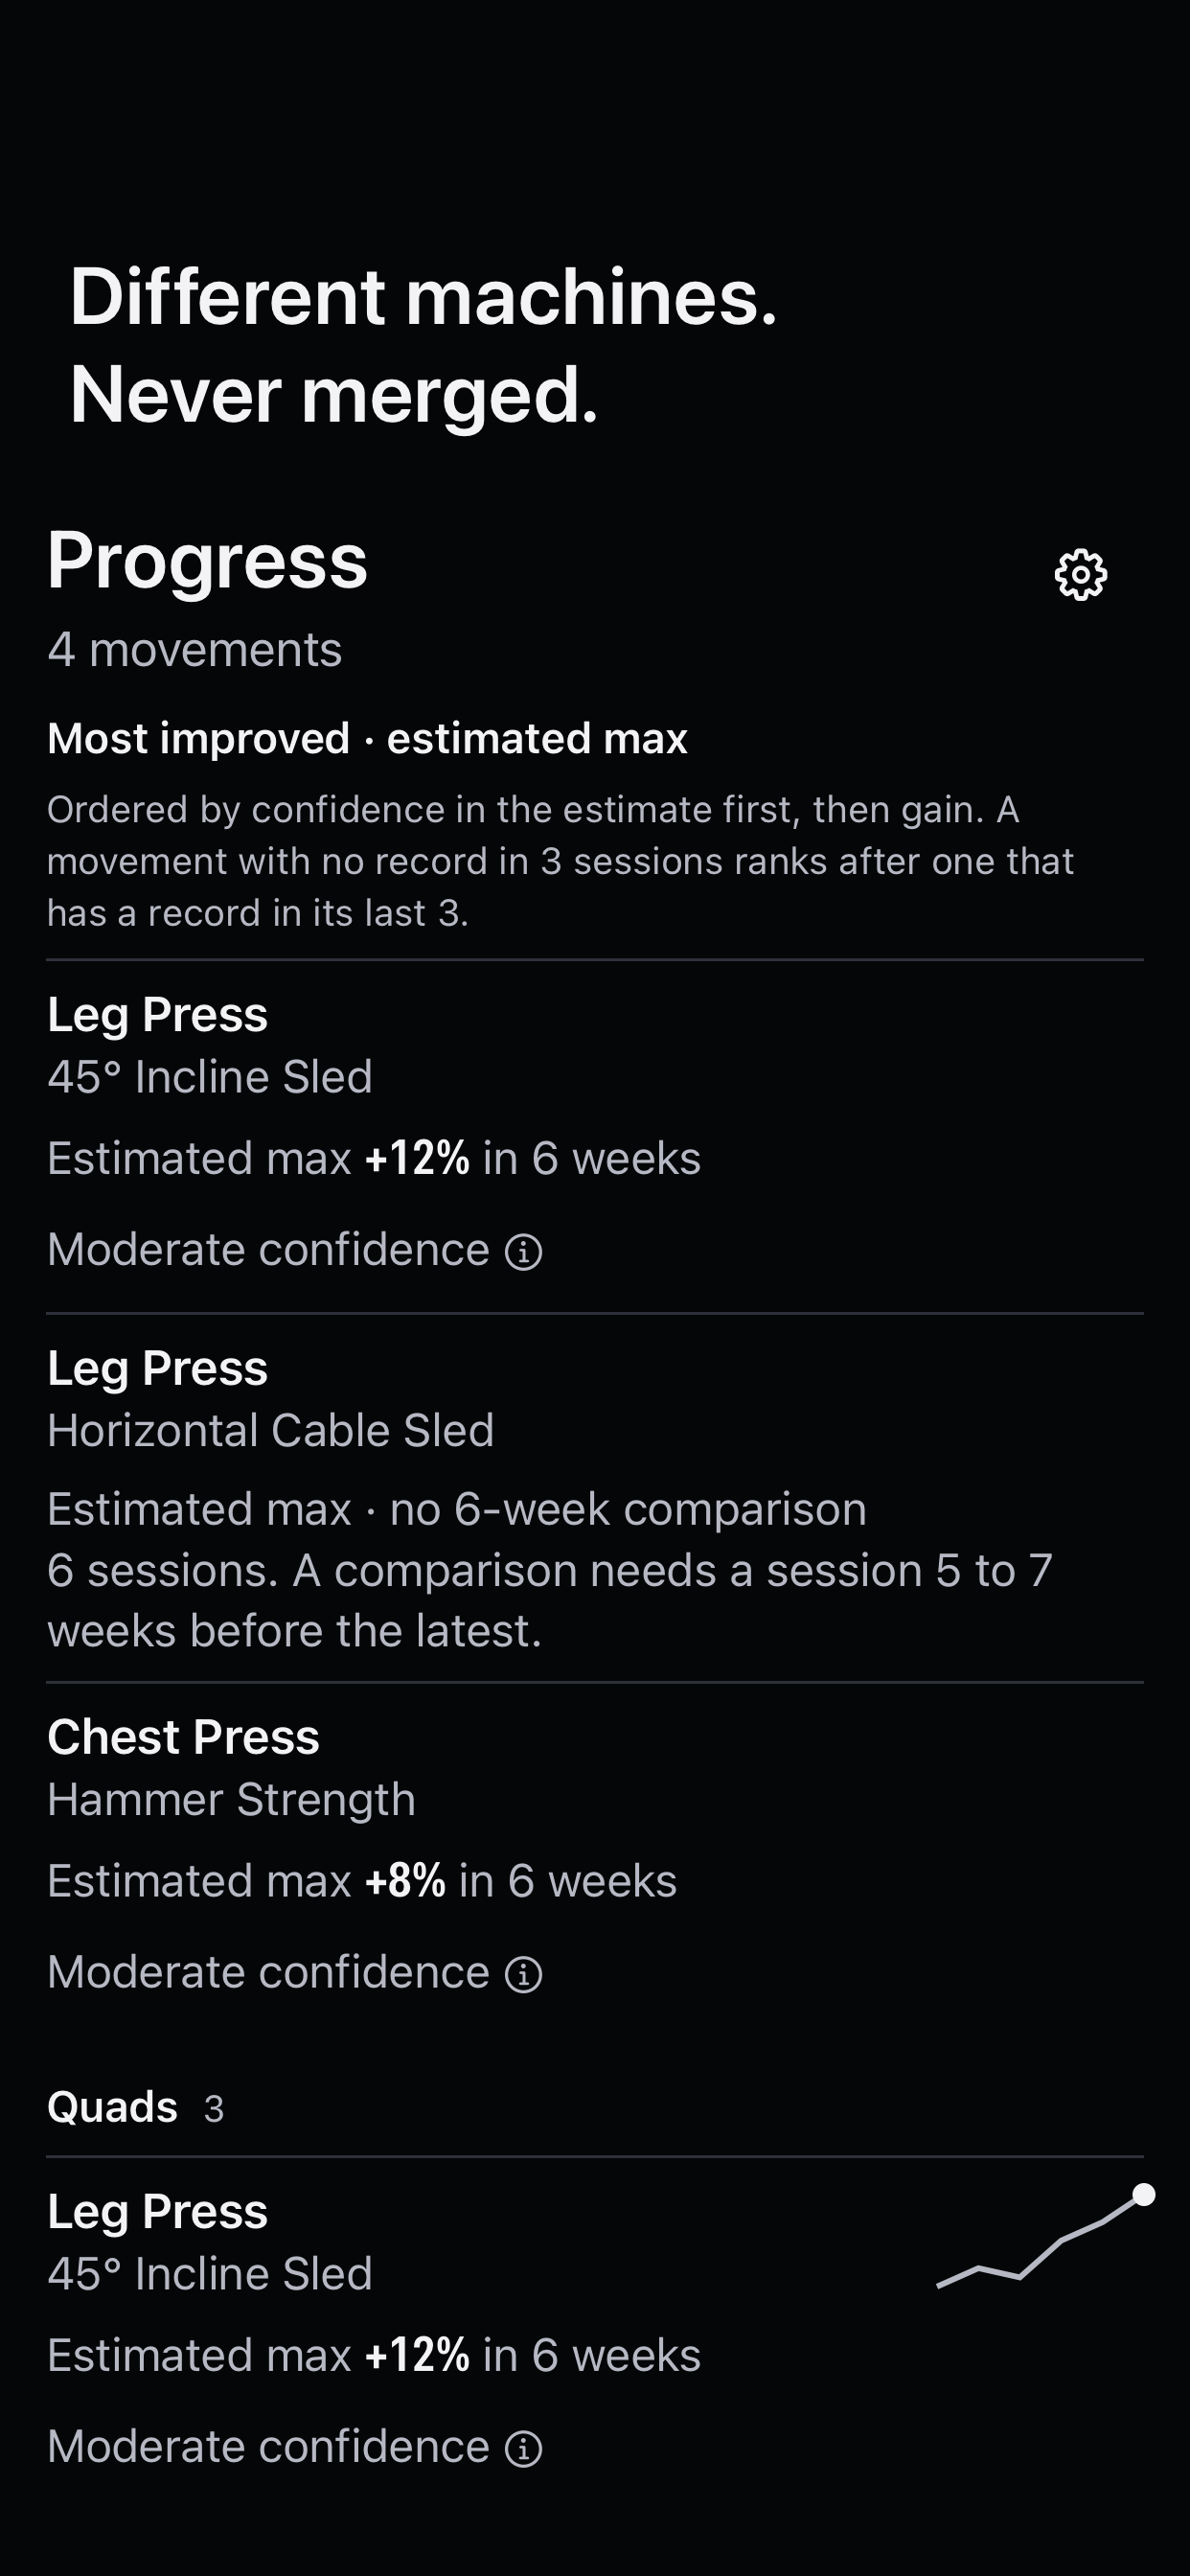 Different machines.
Never merged.
Progress
4 movements
Most improved · estimated max
Ordered by confidence in the estimate first, then gain. A
movement with no record in 3 sessions ranks after one that
has a record in its last 3.
Leg Press
45° Incline Sled
Estimated max +12% in 6 weeks
Moderate confidence
Leg Press
Horizontal Cable Sled
Estimated max · no 6-week comparison
6 sessions. A comparison needs a session 5 to 7
weeks before the latest.
Chest Press
Hammer Strength
Estimated max +8% in 6 weeks
Moderate confidence
Quads 3
Leg Press
45° Incline Sled
Estimated max +12% in 6 weeks
Moderate confidence